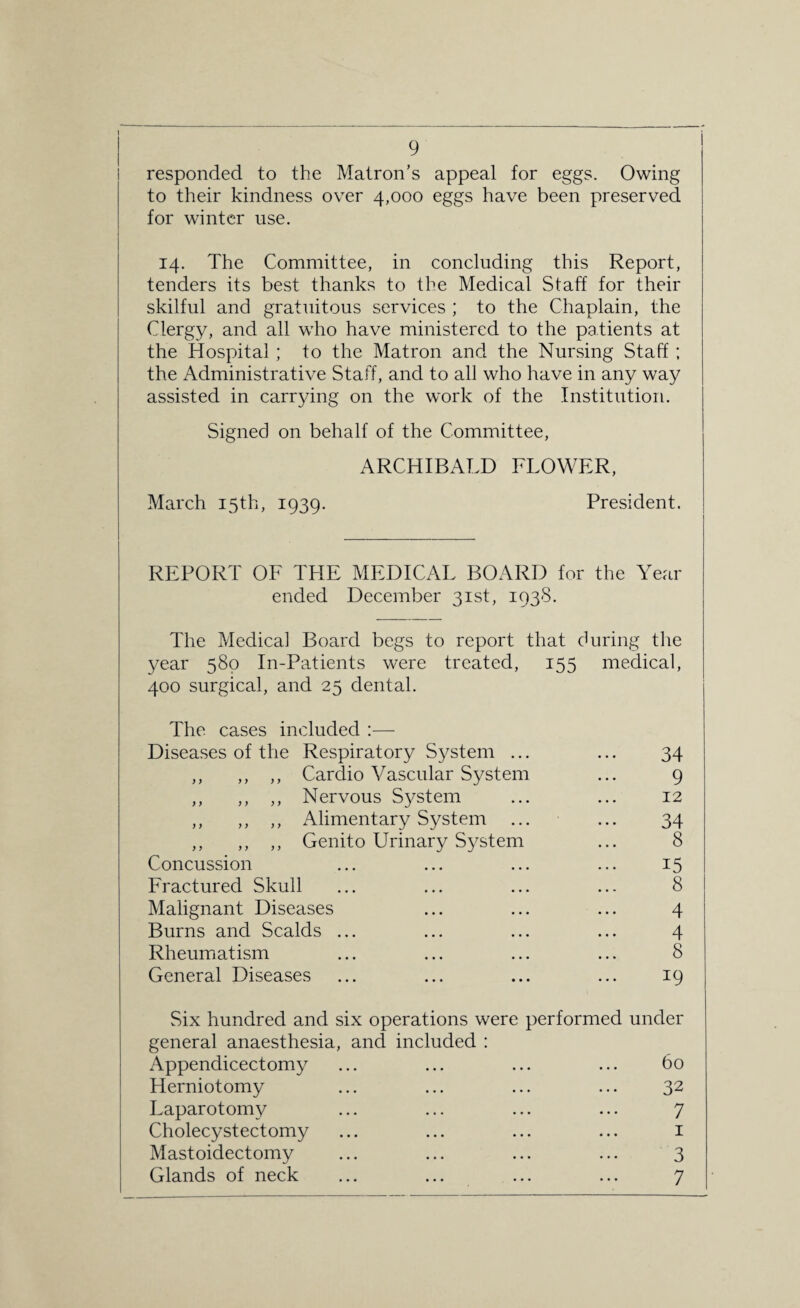 9
responded to the Matron's appeal for eggs. Owing
to their kindness over 4,000 eggs have been preserved
for winter use.
14. The Committee, in concluding this Report,
tenders its best thanks to the Medical Staff for their
skilful and gratuitous services ; to the Chaplain, the
Clergy, and all who have ministered to the patients at
the Hospital ; to the Matron and the Nursing Staff ;
the Administrative Staff, and to all who have in any way
assisted in carrying on the work of the Institution.
Signed on behalf of the Committee,
ARCHIBALD FLOWER,
March 15th, 1939. President.
REPORT OF THE MEDICAL BOARD for the Year
ended December 31st, 1938.
The Medical Board begs to report that during the
year 580 In-Patients were treated, 155 medical,
400 surgical, and 25 dental.
The cases included :—
Diseases of the Respiratory System ... ... 34
,, ,, ,, Cardio Vascular System ... 9
,, ,, ,, Nervous System ... ... 12
,, ,, ,, Alimentary System ... ... 34
,, ,, ,, Genito Urinary System ... 8
Concussion ... ... ... ... 15
Fractured Skull ... ... ... ... 8
Malignant Diseases ... ... ... 4
Burns and Scalds ... ... ... ... 4
Rheumatism ... ... ... ... 8
General Diseases ... ... ... ... 19
Six hundred and six operations were performed under
general anaesthesia, and included :
Appendicectomy ... ... ... ... 60
Herniotomy ... ... ... ... 32
Laparotomy ... ... ... ... 7
Cholecystectomy ... ... ... ... 1
Mastoidectomy ... ... ... ... 3
Glands of neck ... ... ... ... 7